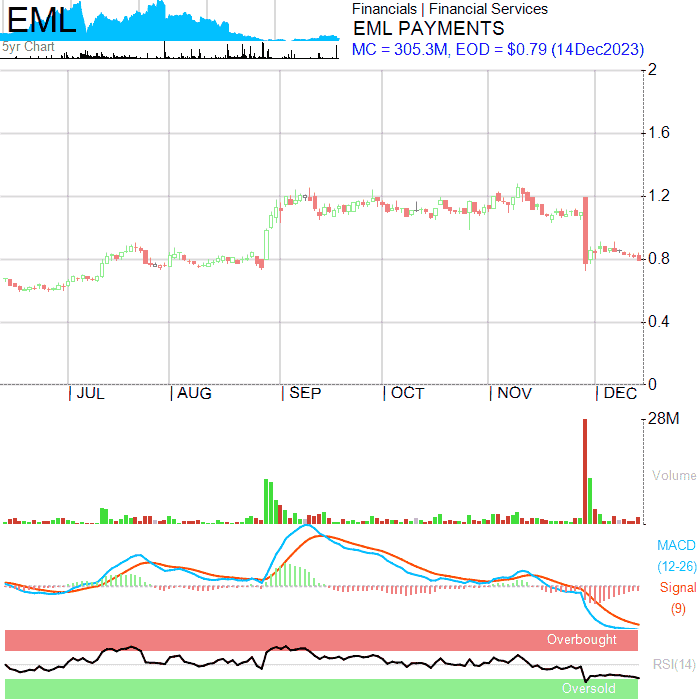 EML
5yr Chart
Financials | Financial Services
EML PAYMENTS
MC = 305.3M, EOD = $0.79 (14Dec2023)
2
1.6
1.2
0.8
0.4
0
JUL AUG SEP OCT NOV DEC
28M
Volume
MACD
(12-26)
Signal
(9)
Overbought
RSI(14)
Oversold